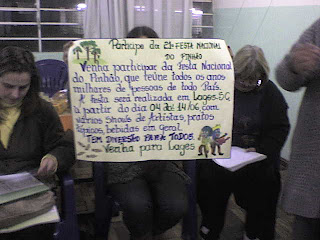 Participe da 21ª FESTA NACIONAL
DO PINHÃO
Venha participar da Festa Nacional
do Pinhão, que reúne todos os anos
milhares de pessoas de todo País.
A festa será realizada em Lages-SC
a partir do dia 04 de 14/06, com
vários shows de Artistas, pratos
típicos, bebidas em geral.
TEM DIVERSÃO PARA TODOS
Venha para Lages